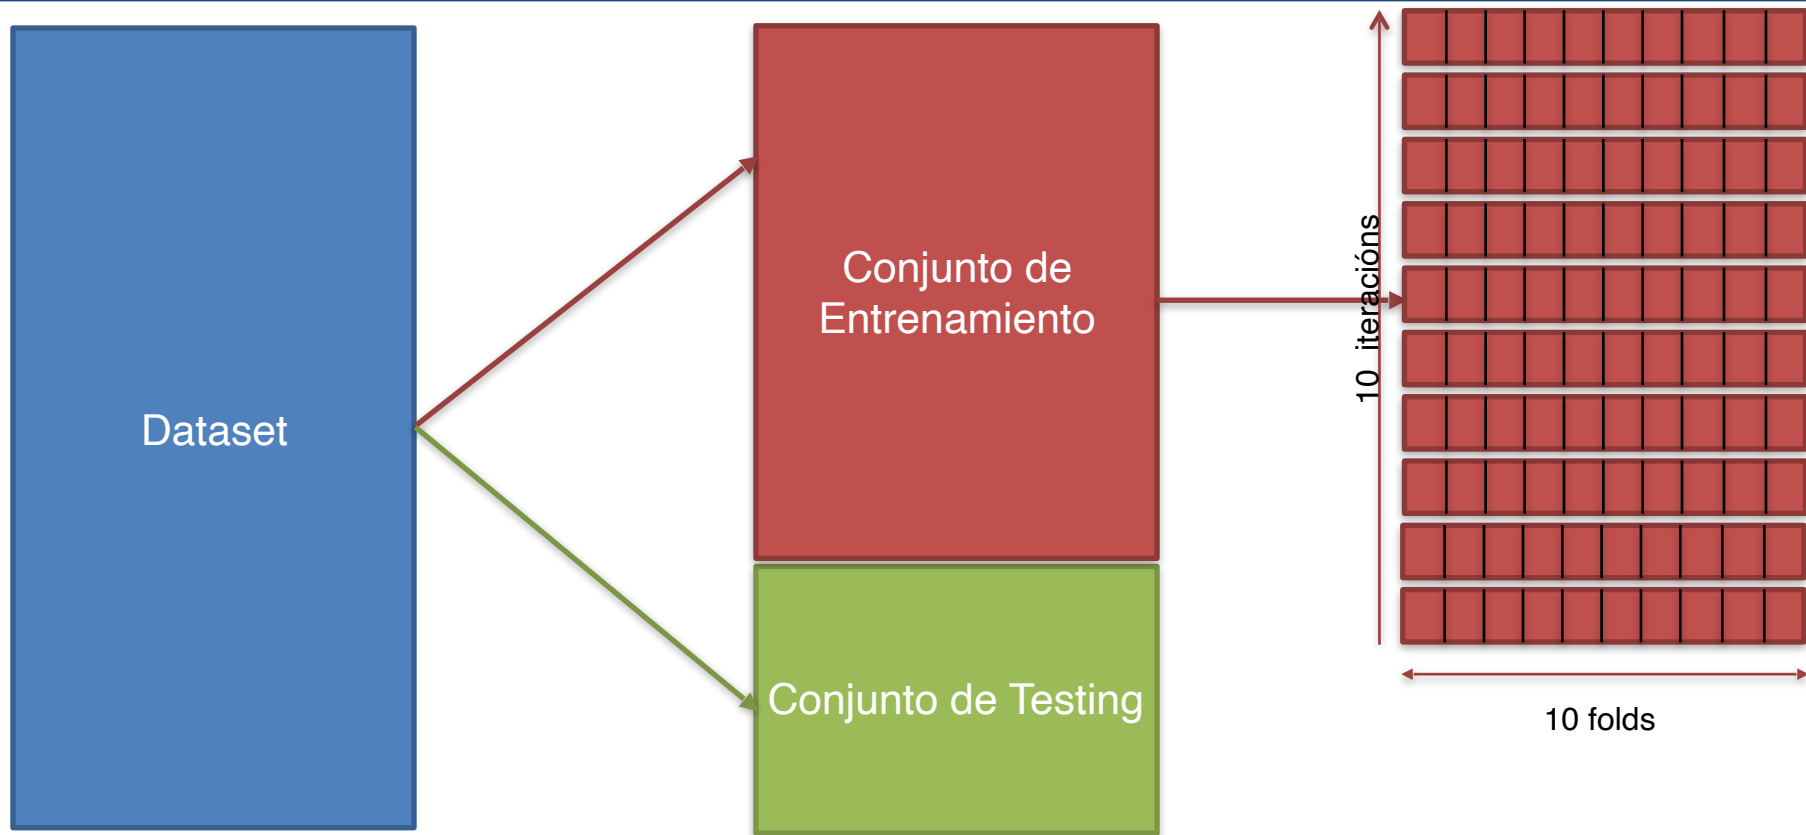 Dataset
Conjunto de
Entrenamiento
Conjunto de Testing
10 iteracións
10 folds